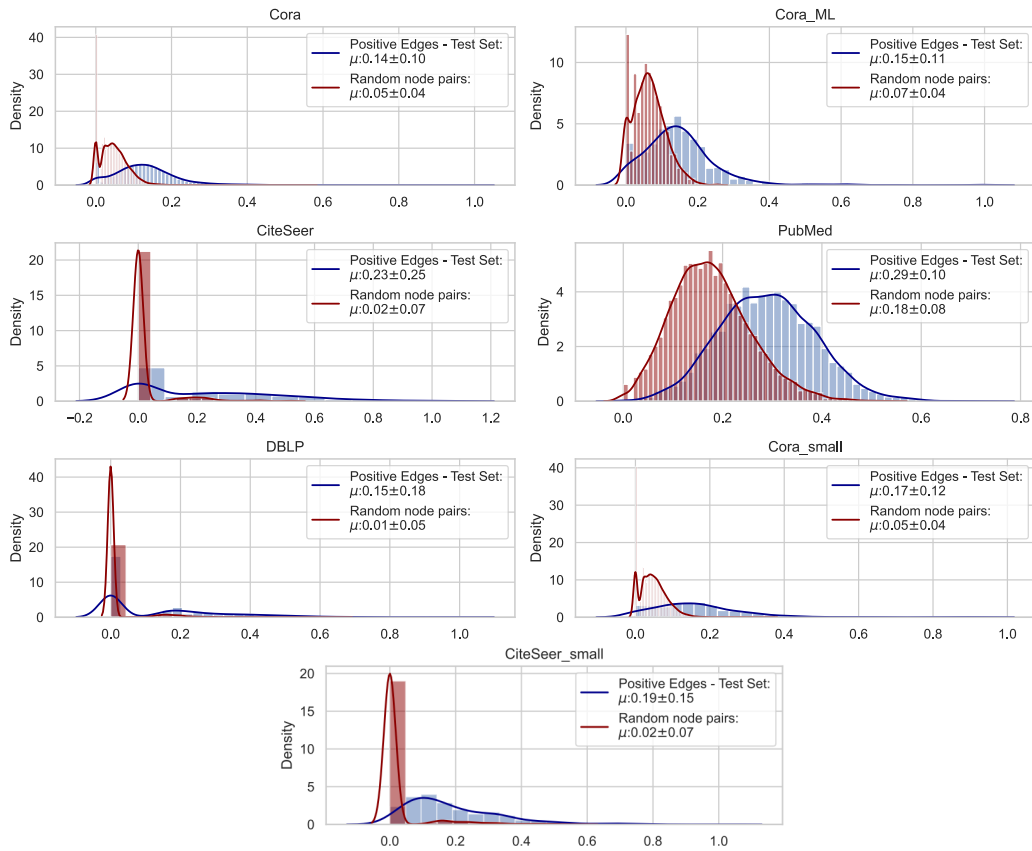 Cora
Density
40
30
20
10
0
0.0 0.2 0.4 0.6 0.8 1.0
Positive Edges - Test Set:
μ:0.14±0.10
Random node pairs:
μ:0.05±0.04
Cora_ML
Density
10
5
0
0.0 0.2 0.4 0.6 0.8 1.0
Positive Edges - Test Set:
μ:0.15±0.11
Random node pairs:
μ:0.07±0.04
CiteSeer
Density
20
15
10
5
0
−0.2 0.0 0.2 0.4 0.6 0.8 1.0 1.2
Positive Edges - Test Set:
μ:0.23±0.25
Random node pairs:
μ:0.02±0.07
PubMed
Density
4
2
0
0.0 0.2 0.4 0.6 0.8
Positive Edges - Test Set:
μ:0.29±0.10
Random node pairs:
μ:0.18±0.08
DBLP
Density
40
30
20
10
0
0.0 0.2 0.4 0.6 0.8 1.0
Positive Edges - Test Set:
μ:0.15±0.18
Random node pairs:
μ:0.01±0.05
Cora_small
Density
40
30
20
10
0
0.0 0.2 0.4 0.6 0.8 1.0
Positive Edges - Test Set:
μ:0.17±0.12
Random node pairs:
μ:0.05±0.04
CiteSeer_small
Density
20
15
10
5
0
0.0 0.2 0.4 0.6 0.8 1.0
Positive Edges - Test Set:
μ:0.19±0.15
Random node pairs:
μ:0.02±0.07